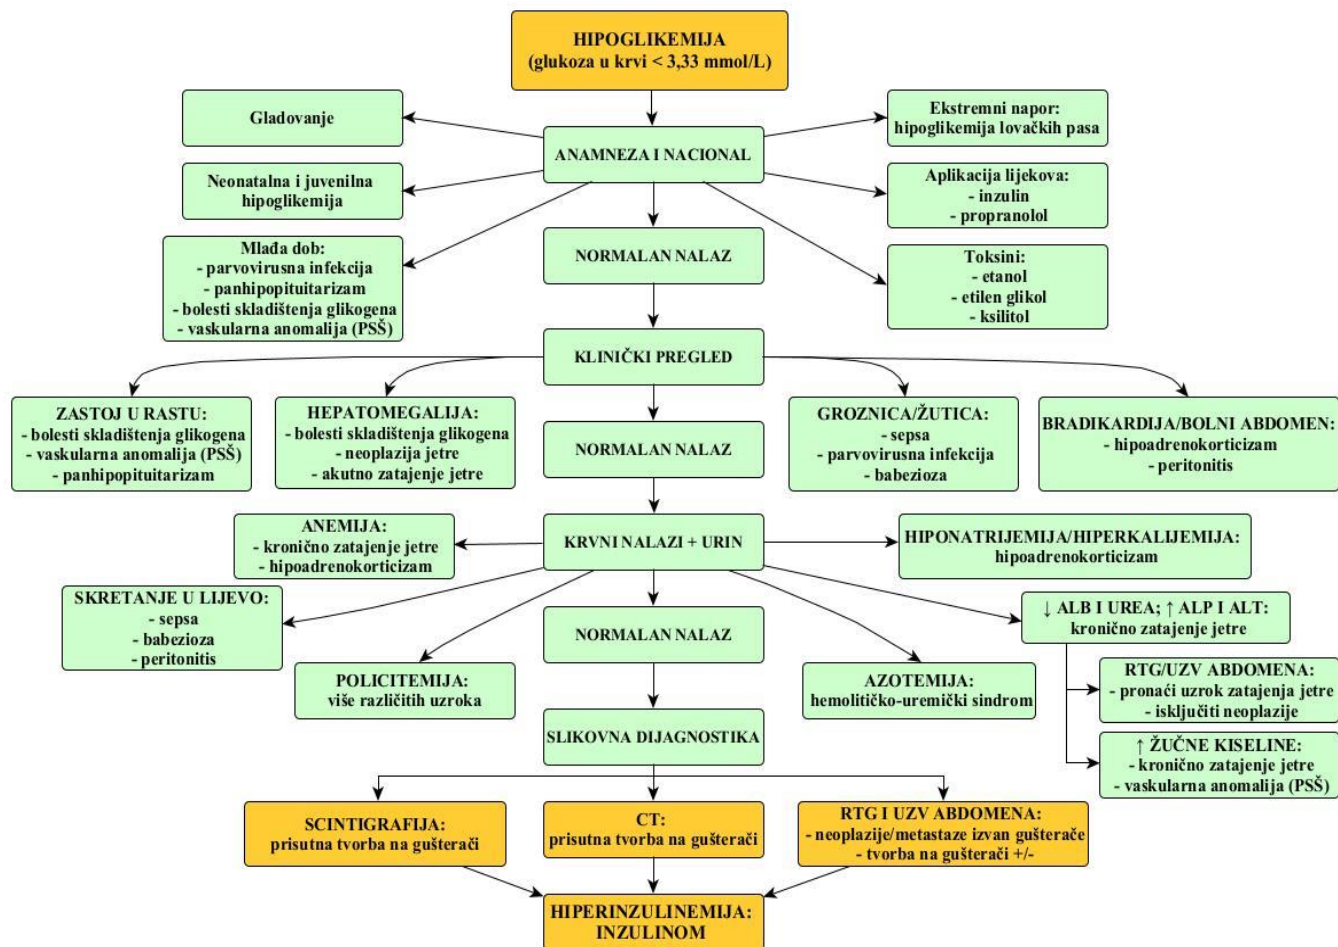 HIPOGLIKEMIJA
(glukoza u krvi < 3,33 mmol/L)
Gladovanje
Ekstremni napor:
hipoglikemija lovačkih pasa
ANAMNEZA I NACIONAL
Neonatalna i juvenilna
hipoglikemija
Aplikacija lijekova:
- inzulin
- propranolol
Mlađa dob:
- parvovirusna infekcija
- panhipopituitarizam
- bolesti skladištenja glikogena
- vaskularna anomalija (PSŠ)
NORMALAN NALAZ
Toksini:
- etanol
- etilen glikol
- ksilitol
KLINIČKI PREGLED
ZASTOJ U RASTU:
- bolesti skladištenja glikogena
- vaskularna anomalija (PSŠ)
- panhipopituitarizam
HEPATOMEGALIJA:
- bolesti skladištenja glikogena
- neoplazija jetre
- akutno zatajenje jetre
NORMALAN NALAZ
GROZNICA/ŽUTICA:
- sepsa
- parvovirusna infekcija
- babezioza
BRADIKARDIJA/BOLNI ABDOMEN:
- hipoadrenokorticizam
- peritonitis
ANEMIJA:
- kronično zatajenje jetre
- hipoadrenokorticizam
KRVNI NALAZI + URIN
HIPONATRIJEMIJA/HIPERKALIJEMIJA:
hipoadrenokorticizam
SKRETANJE U LIJEVO:
- sepsa
- babezioza
- peritonitis
NORMALAN NALAZ
↓ ALB I UREA; ↑ ALP I ALT:
kronično zatajenje jetre
POLICITEMIJA:
više različitih uzroka
AZOTEMIJA:
hemolitičko-uremički sindrom
RTG/UZV ABDOMENA:
- pronaći uzrok zatajenja jetre
- isključiti neoplazije
SLIKOVNA DIJAGNOSTIKA
↑ ŽUČNE KISELINE:
- kronično zatajenje jetre
- vaskularna anomalija (PSŠ)
SCINTIGRAFIJA:
prisutna tvorba na gušterači
CT:
prisutna tvorba na gušterači
RTG I UZV ABDOMENA:
- neoplazije/metastaze izvan gušterače
- tvorba na gušterači +/-
HIPERINZULINEMIJA:
INZULINOM